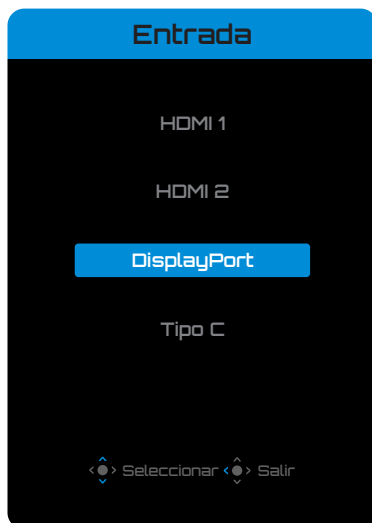 Entrada
HDMI 1
HDMI 2
DisplayPort
Tipo C
Seleccionar Salir